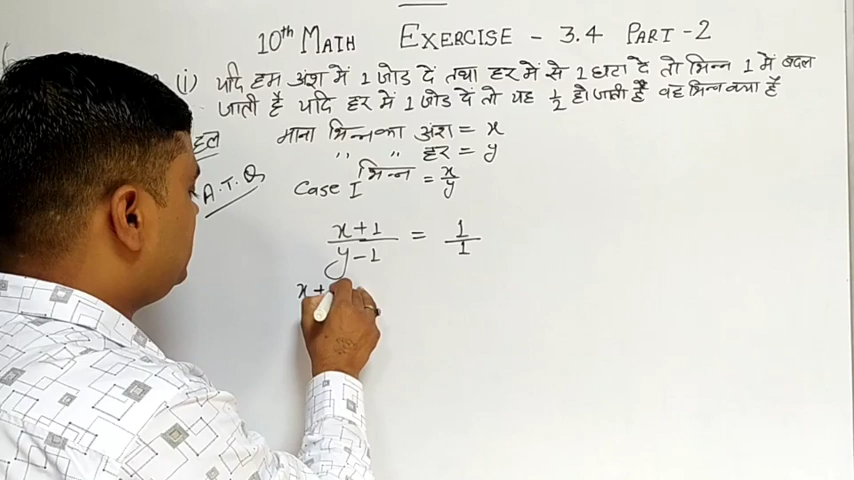 10th MATH EXERCISE - 3.4 PART-2
(i) यदि हम अंश में 1 जोड़ दें तथा हर में से 1 घटा दें तो भिन्न 1 में बदल
जाती है यदि हर में 1 जोड़ दें तो यह 1/2 हो जाती है वह भिन्न क्या है
हल माना भिन्न का अंश = x
" " हर = y
भिन्न = x/y
A.T.Q Case I
x+1/y-1 = 1/1
x+